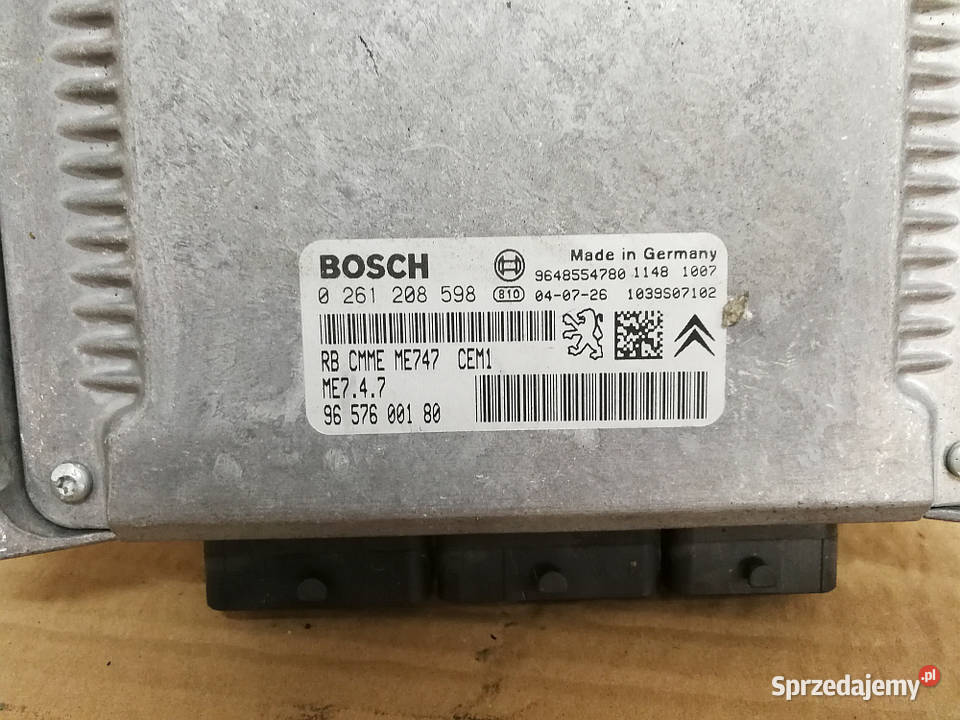 BOSCH
Made in Germany
9648554780 1148 1007
0 261 208 598 810 04-07-26 1039S07102
RB CMME ME747 CEM1
ME7.4.7
96 576 001 80
Sprzedajemy.pl